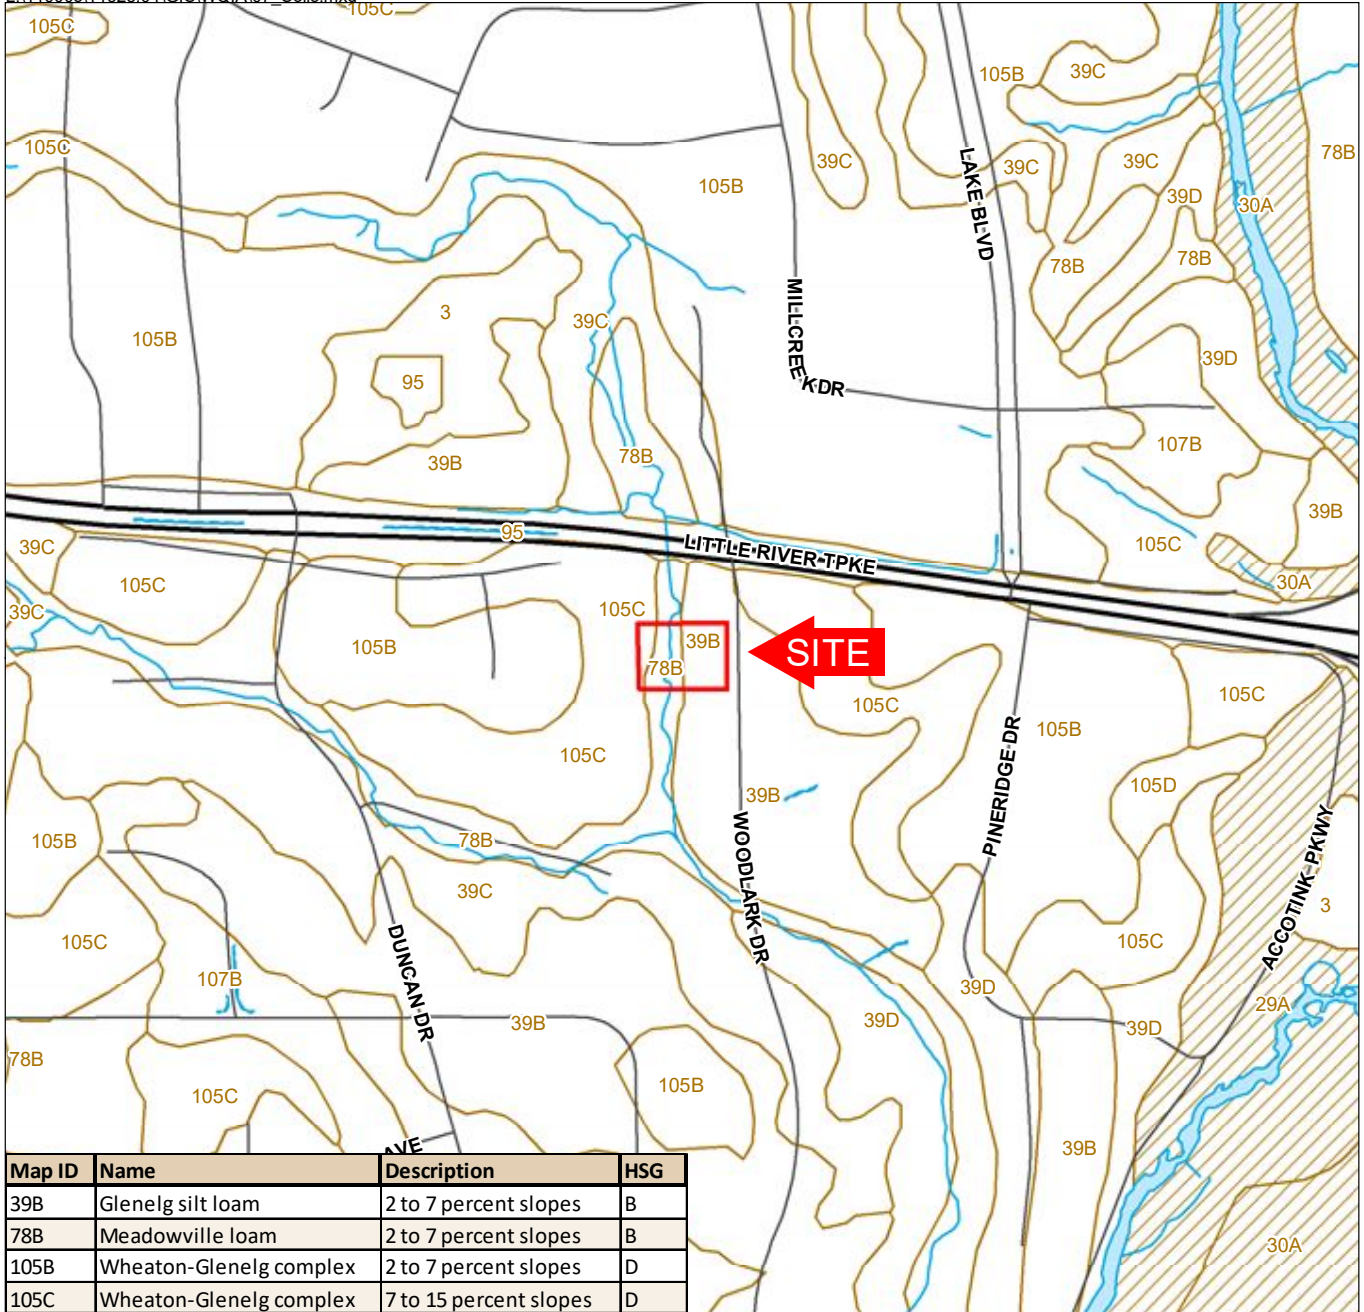 105C
105C
105B
39C
105C
39C
39C
39C
78B
105B
39D
30A
LAKE BLVD
78B
78B
3
39C
MILLCREEK DR
105B
39D
95
107B
78B
39B
39B
95
LITTLE RIVER TPKE
105C
39C
30A
105C
39C
105C
105B
39B
SITE
78B
105C
105C
105B
105C
PINERIDGE DR
105D
39B
WOODLARK DR
105B
78B
39C
ACCOTINK PKWY
3
105C
DUNCAN DR
105C
107B
39D
29A
39B
39D
39D
78B
105B
105C
39B
AVE
30A
Map ID Name Description HSG
39B Glenelg silt loam 2 to 7 percent slopes B
78B Meadowville loam 2 to 7 percent slopes B
105B Wheaton-Glenelg complex 2 to 7 percent slopes D
105C Wheaton-Glenelg complex 7 to 15 percent slopes D